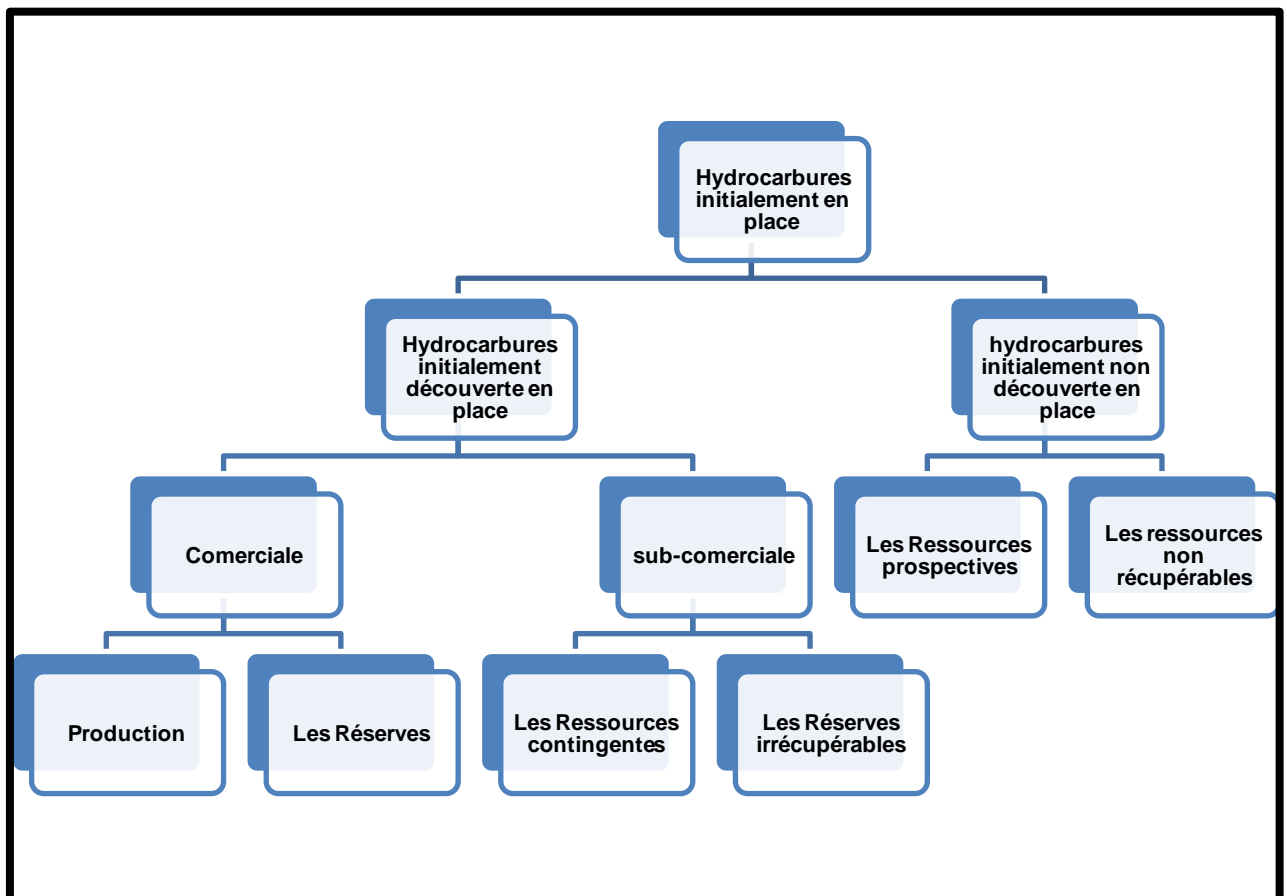 Hydrocarbures
initialement en
place
Hydrocarbures
initialement
découverte en
place
hydrocarbures
initialement non
découverte en
place
Comerciale
sub-comerciale
Les Ressources
prospectives
Les ressources
non
récupérables
Production
Les Réserves
Les Ressources
contingentes
Les Réserves
irrécupérables